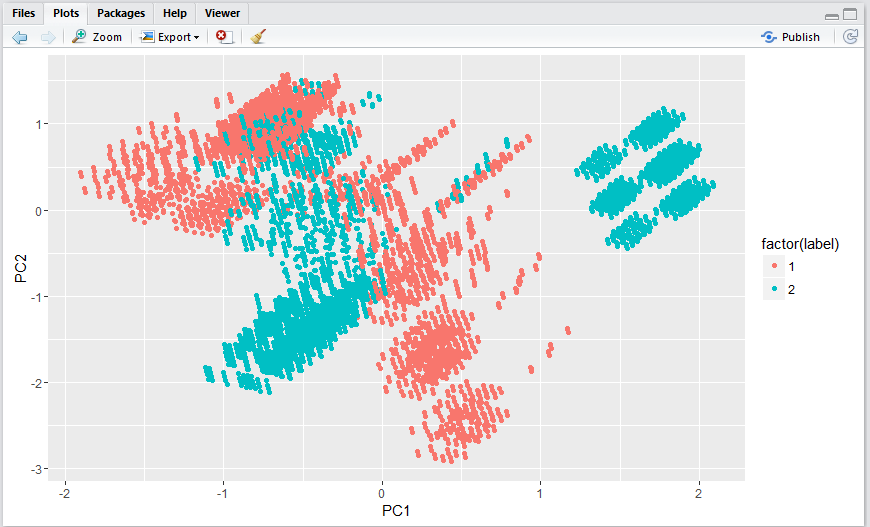 Files Plots Packages Help Viewer
Zoom Export Publish
1
0
-1
-2
-3
PC2
-2 -1 0 1 2
PC1
factor(label)
1
2